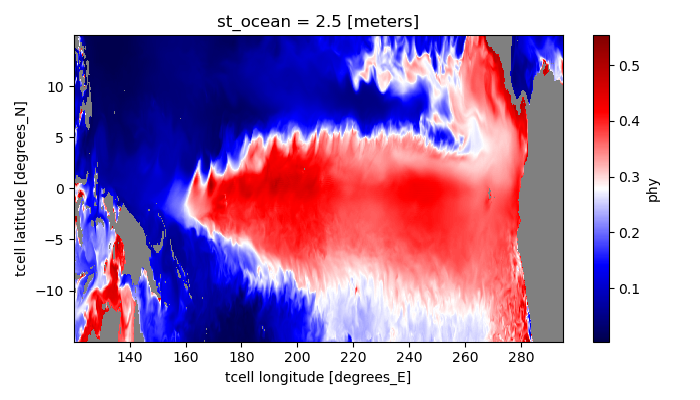 st_ocean = 2.5 [meters]
10
5
0
−5
−10
tcell latitude [degrees_N]
140 160 180 200 220 240 260 280
tcell longitude [degrees_E]
0.5
0.4
0.3
0.2
0.1
phy